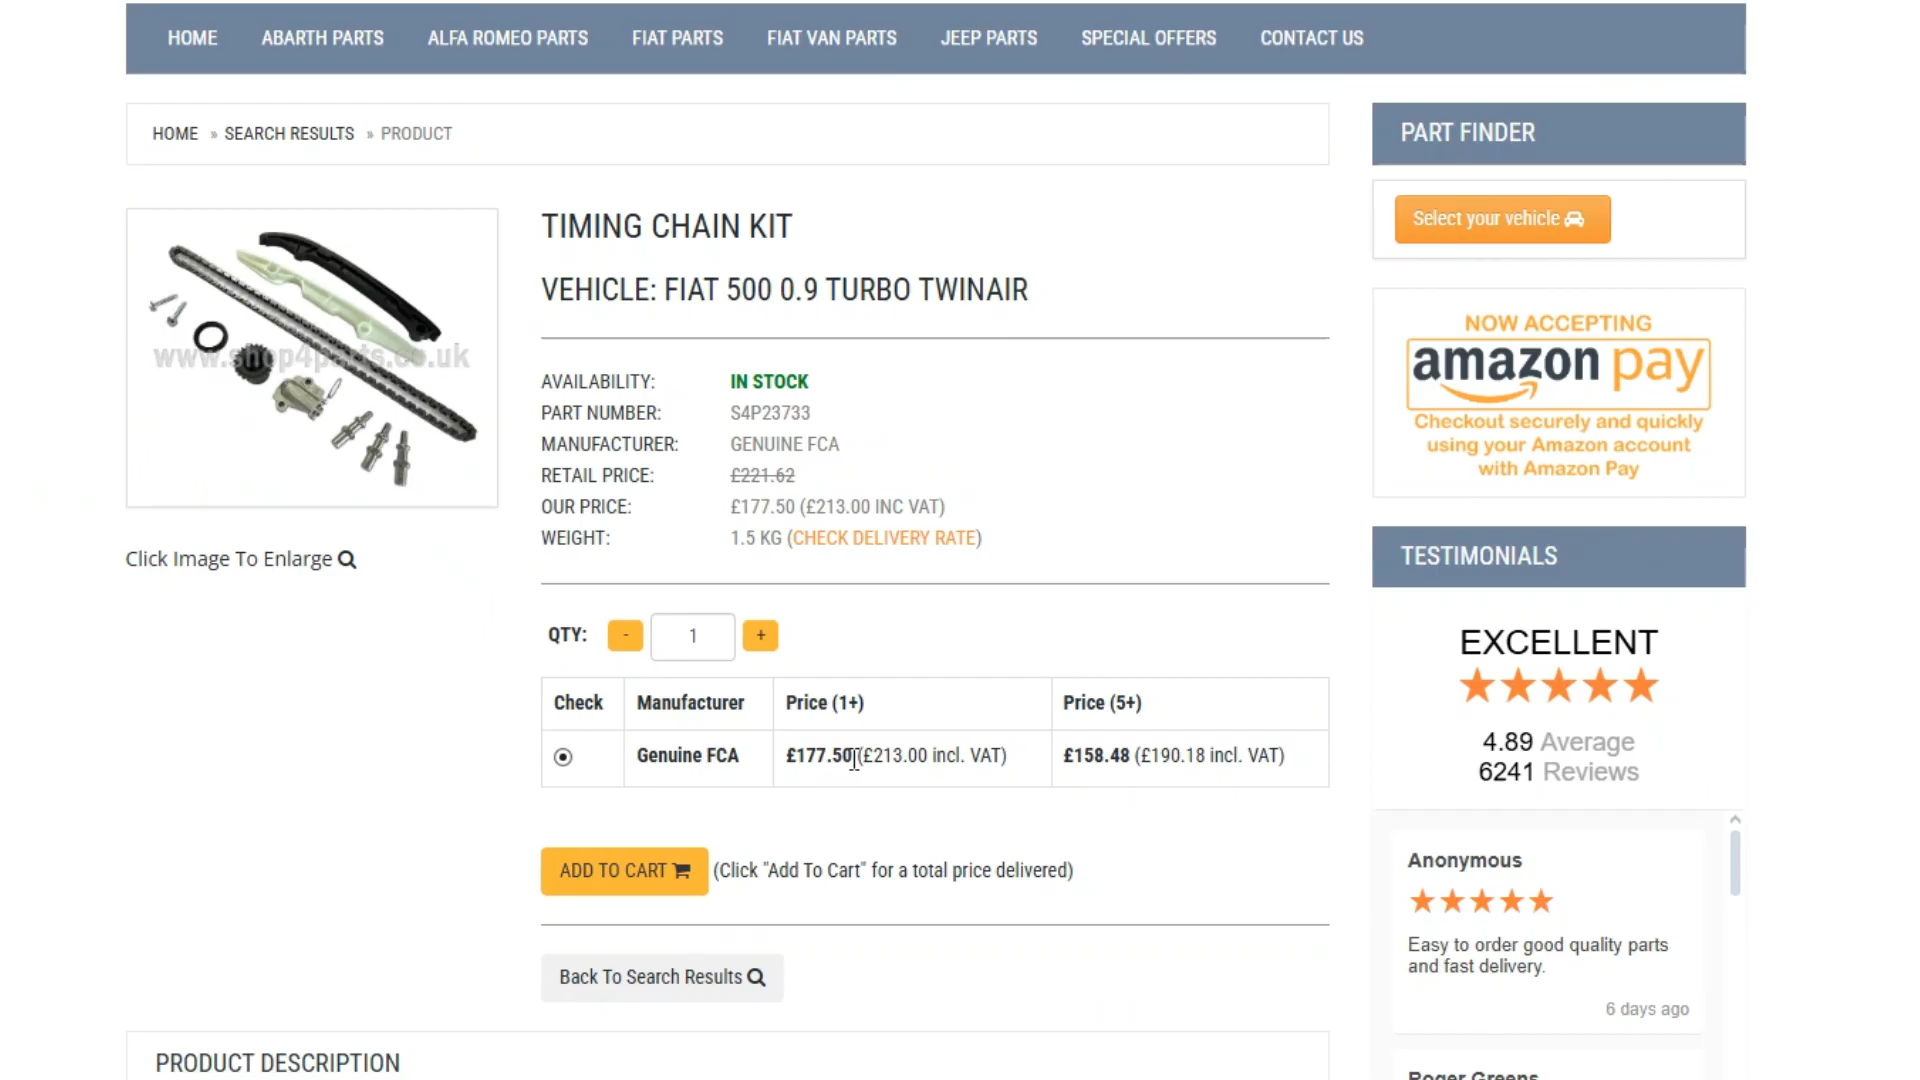 HOME ABARTH PARTS ALFA ROMEO PARTS FIAT PARTS FIAT VAN PARTS JEEP PARTS SPECIAL OFFERS CONTACT US
HOME » SEARCH RESULTS » PRODUCT
www.shop4parts.co.uk
Click Image To Enlarge
TIMING CHAIN KIT
VEHICLE: FIAT 500 0.9 TURBO TWINAIR
AVAILABILITY: IN STOCK
PART NUMBER: S4P23733
MANUFACTURER: GENUINE FCA
RETAIL PRICE: £221.62
OUR PRICE: £177.50 (£213.00 INC VAT)
WEIGHT: 1.5 KG (CHECK DELIVERY RATE)
QTY: - 1 +
Check Manufacturer Price (1+) Price (5+)
Genuine FCA £177.50 (£213.00 incl. VAT) £158.48 (£190.18 incl. VAT)
ADD TO CART (Click "Add To Cart" for a total price delivered)
Back To Search Results
PRODUCT DESCRIPTION
PART FINDER
Select your vehicle
NOW ACCEPTING
amazon pay
Checkout securely and quickly
using your Amazon account
with Amazon Pay
TESTIMONIALS
EXCELLENT
4.89 Average
6241 Reviews
Anonymous
Easy to order good quality parts
and fast delivery.
6 days ago
Roger Greens